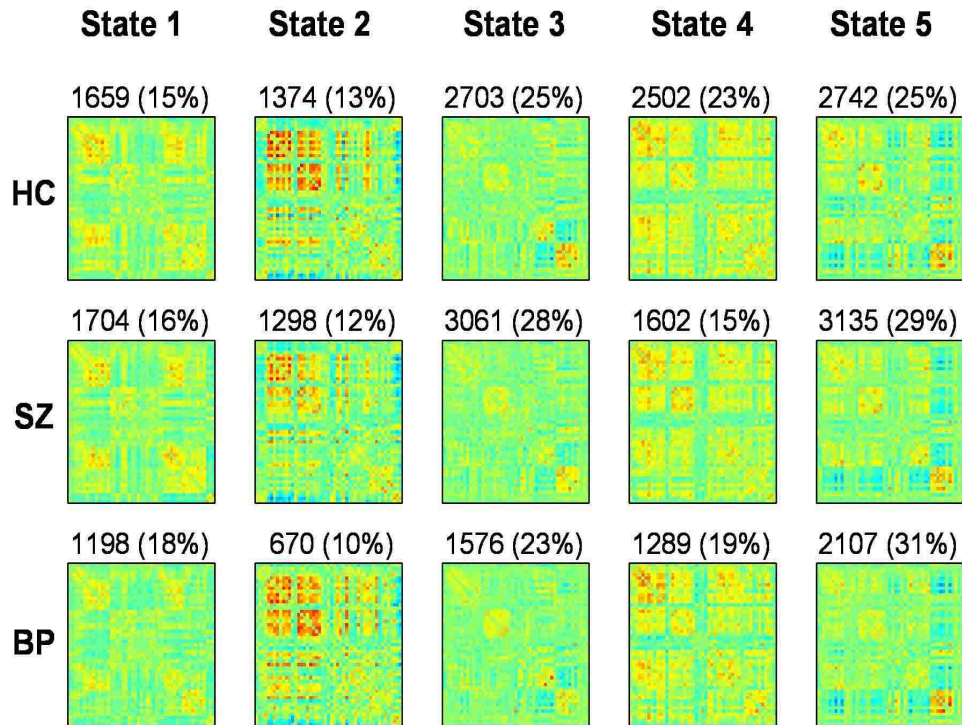 State 1 State 2 State 3 State 4 State 5
1659 (15%) 1374 (13%) 2703 (25%) 2502 (23%) 2742 (25%)
HC
1704 (16%) 1298 (12%) 3061 (28%) 1602 (15%) 3135 (29%)
SZ
1198 (18%) 670 (10%) 1576 (23%) 1289 (19%) 2107 (31%)
BP